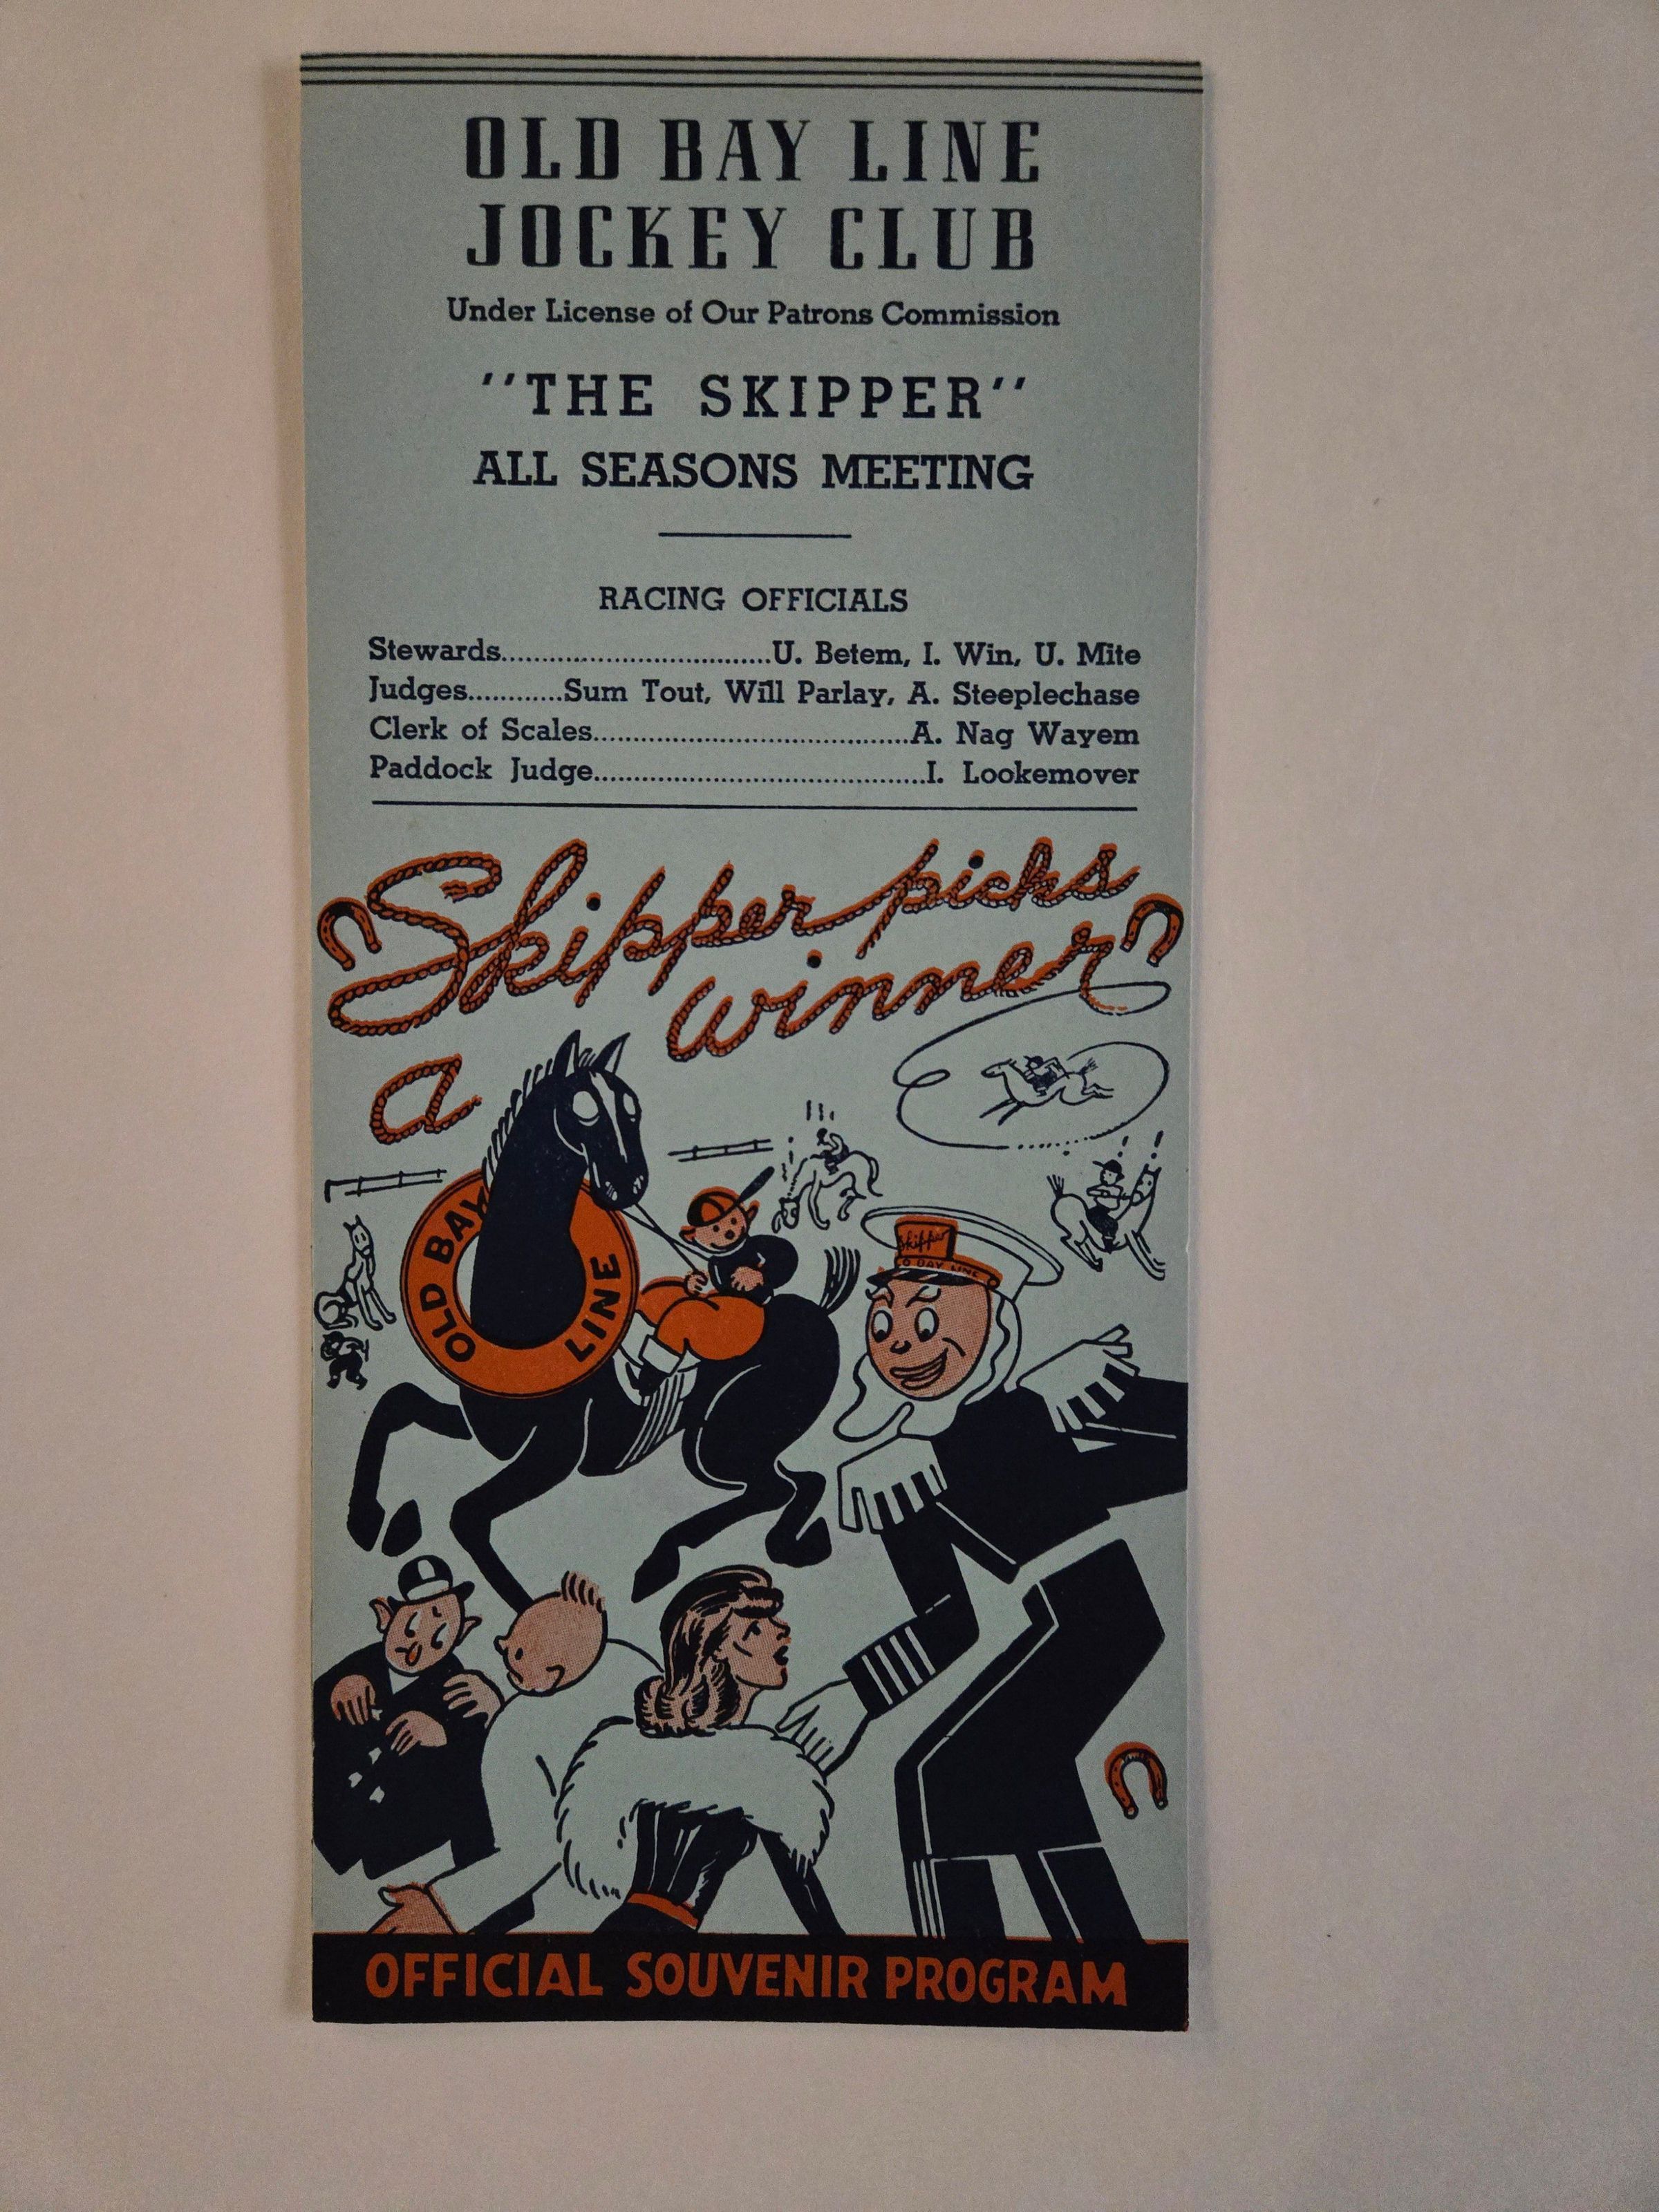 OLD BAY LINE
JOCKEY CLUB
Under License of Our Patrons Commission
"THE SKIPPER"
ALL SEASONS MEETING
RACING OFFICIALS
Stewards..................................U. Betem, I. Win, U. Mite
Judges............Sum Tout, Will Parlay, A. Steeplechase
Clerk of Scales........................................A. Nag Wayem
Paddock Judge..........................................I. Lookemover
Skipper picks
a winner
OLD BAY LINE
Skipper
O BAY LINE
OFFICIAL SOUVENIR PROGRAM